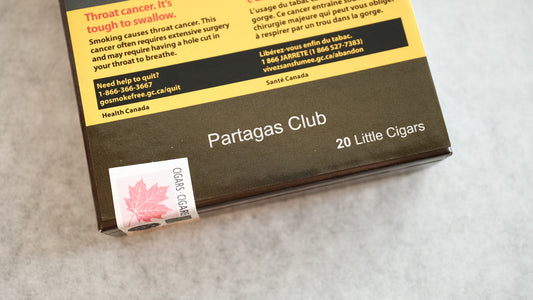 Throat cancer. It's
tough to swallow.
Smoking causes throat cancer. This
cancer often requires extensive surgery
and may require having a hole cut in
your throat to breathe.
Need help to quit?
1-866-366-3667
gosmokefree.gc.ca/quit
Health Canada
L'usage du tabac
gorge. Ce cancer entraîne
chirurgie majeure qui peut vous obliger
à respirer par un trou dans la gorge.
Libérez-vous enfin du tabac.
1 866 JARRETE (1 866 527-7383)
vivezsansfumee.gc.ca/abandon
Santé Canada
Partagas Club
20 Little Cigars
CIGARS-CIGARES